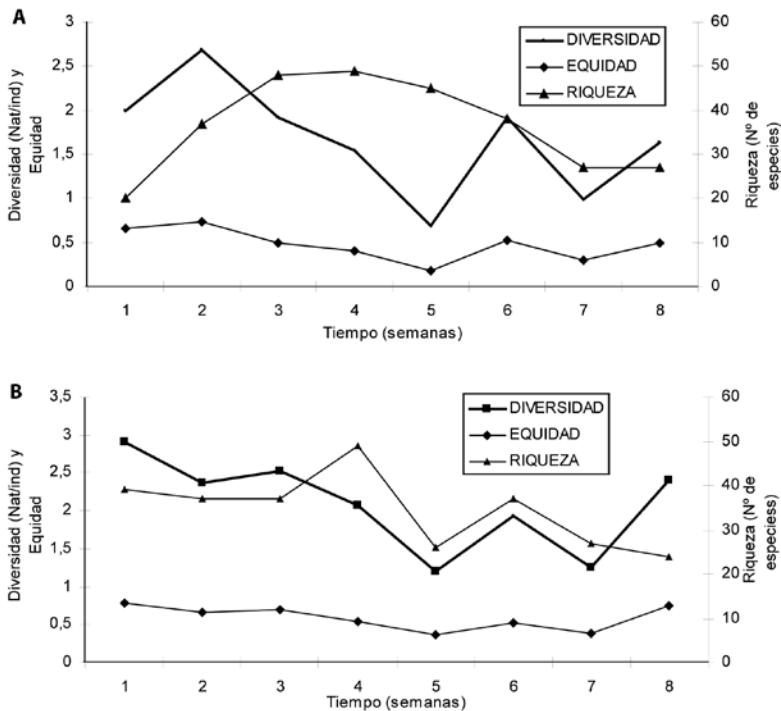 A
Diversidad (Nat/ind) y
Equidad
3
2,5
2
1,5
1
0,5
0
DIVERSIDAD
EQUIDAD
RIQUEZA
60
50
40
30
20
10
0
Riqueza (Nº de
especies)
1 2 3 4 5 6 7 8
Tiempo (semanas)
B
Diversidad (Nat/ind) y
Equidad
3,5
3
2,5
2
1,5
1
0,5
0
DIVERSIDAD
EQUIDAD
RIQUEZA
60
50
40
30
20
10
0
Riqueza (Nº de
especiess)
1 2 3 4 5 6 7 8
Tiempo (semanas)